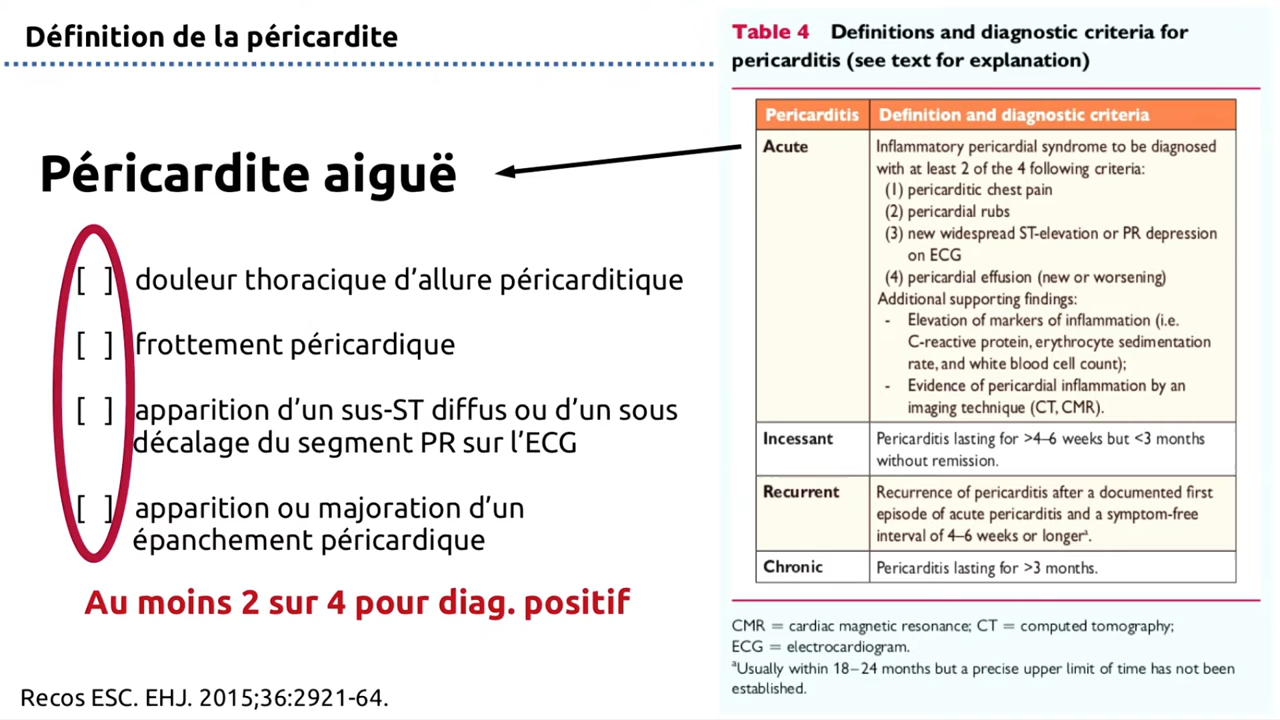 Définition de la péricardite
Péricardite aiguë
[ ] douleur thoracique d’allure péricarditique
[ ] frottement péricardique
[ ] apparition d’un sus-ST diffus ou d’un sous
décalage du segment PR sur l’ECG
[ ] apparition ou majoration d’un
épanchement péricardique
Au moins 2 sur 4 pour diag. positif
Recos ESC. EHJ. 2015;36:2921-64.
Table 4 Definitions and diagnostic criteria for
pericarditis (see text for explanation)
Pericarditis Definition and diagnostic criteria
Acute Inflammatory pericardial syndrome to be diagnosed
with at least 2 of the 4 following criteria:
(1) pericarditic chest pain
(2) pericardial rubs
(3) new widespread ST-elevation or PR depression
on ECG
(4) pericardial effusion (new or worsening)
Additional supporting findings:
- Elevation of markers of inflammation (i.e.
C-reactive protein, erythrocyte sedimentation
rate, and white blood cell count);
- Evidence of pericardial inflammation by an
imaging technique (CT, CMR).
Incessant Pericarditis lasting for >4–6 weeks but <3 months
without remission.
Recurrent Recurrence of pericarditis after a documented first
episode of acute pericarditis and a symptom-free
interval of 4–6 weeks or longerᵃ.
Chronic Pericarditis lasting for >3 months.
CMR = cardiac magnetic resonance; CT = computed tomography;
ECG = electrocardiogram.
ᵃUsually within 18–24 months but a precise upper limit of time has not been
established.